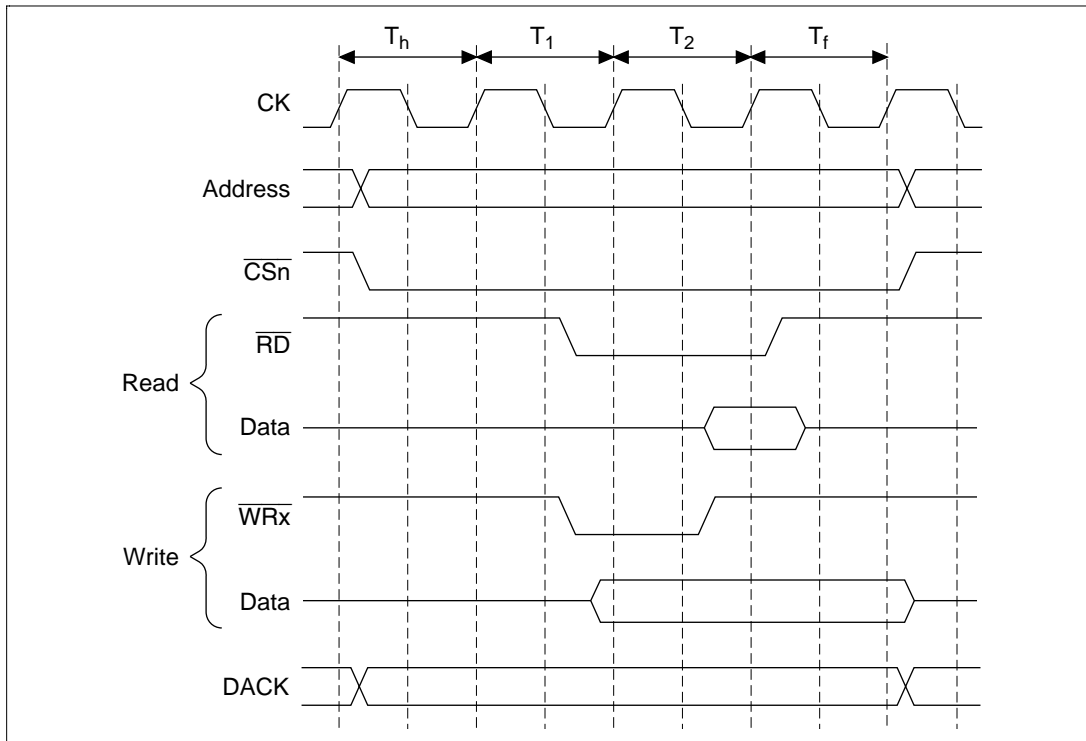 Th T1 T2 Tf
CK
Address
CSn
RD
Read
Data
WRx
Write
Data
DACK